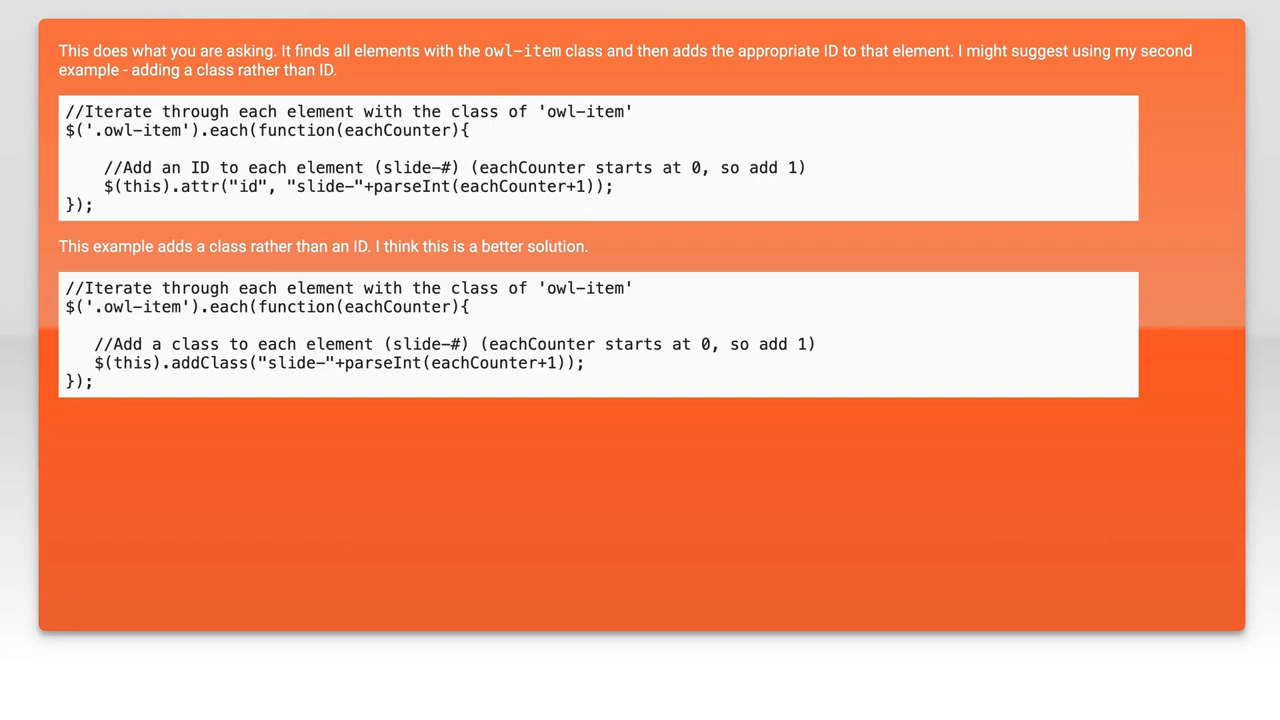 This does what you are asking. It finds all elements with the owl-item class and then adds the appropriate ID to that element. I might suggest using my second
example - adding a class rather than ID.
//Iterate through each element with the class of 'owl-item'
$('.owl-item').each(function(eachCounter){
//Add an ID to each element (slide-#) (eachCounter starts at 0, so add 1)
$(this).attr("id", "slide-"+parseInt(eachCounter+1));
});
This example adds a class rather than an ID. I think this is a better solution.
//Iterate through each element with the class of 'owl-item'
$('.owl-item').each(function(eachCounter){
//Add a class to each element (slide-#) (eachCounter starts at 0, so add 1)
$(this).addClass("slide-"+parseInt(eachCounter+1));
});